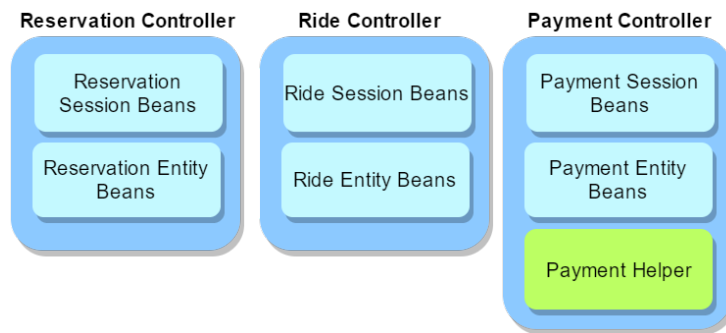 Reservation Controller
Reservation
Session Beans
Reservation Entity
Beans
Ride Controller
Ride Session Beans
Ride Entity Beans
Payment Controller
Payment Session
Beans
Payment Entity
Beans
Payment Helper